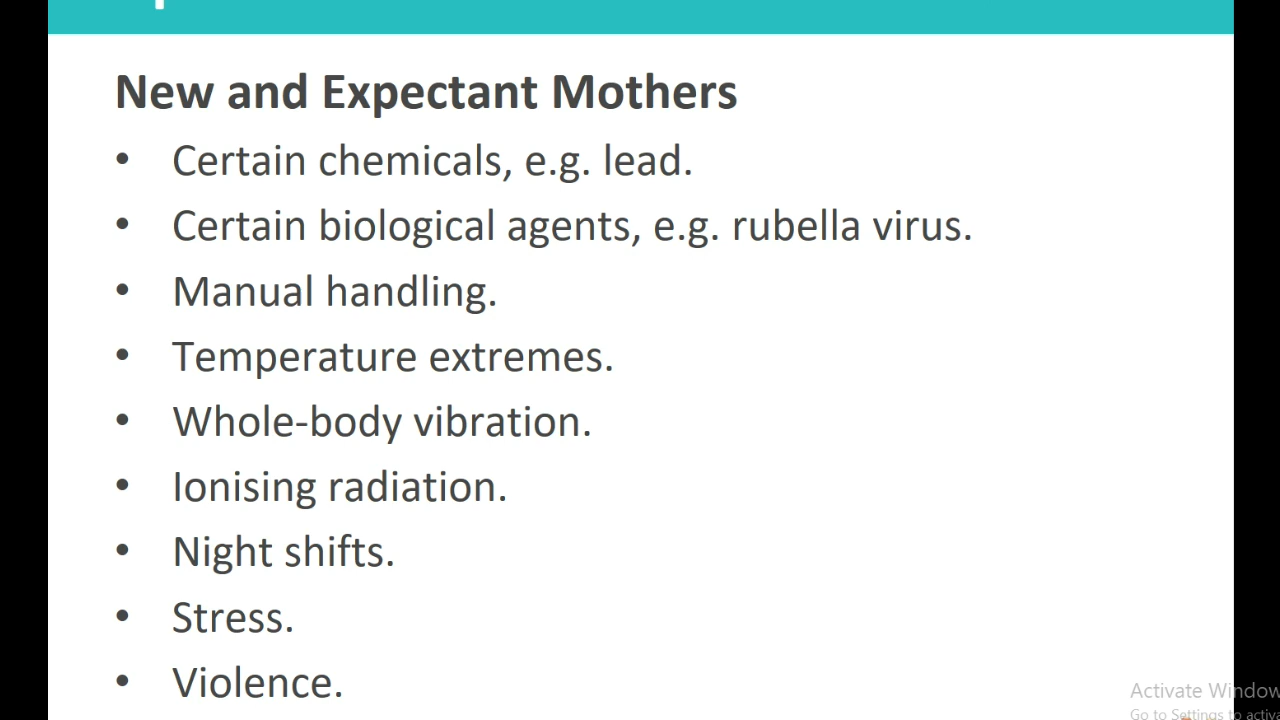 New and Expectant Mothers
• Certain chemicals, e.g. lead.
• Certain biological agents, e.g. rubella virus.
• Manual handling.
• Temperature extremes.
• Whole-body vibration.
• Ionising radiation.
• Night shifts.
• Stress.
• Violence.
Activate Window
Go to Settings to activa